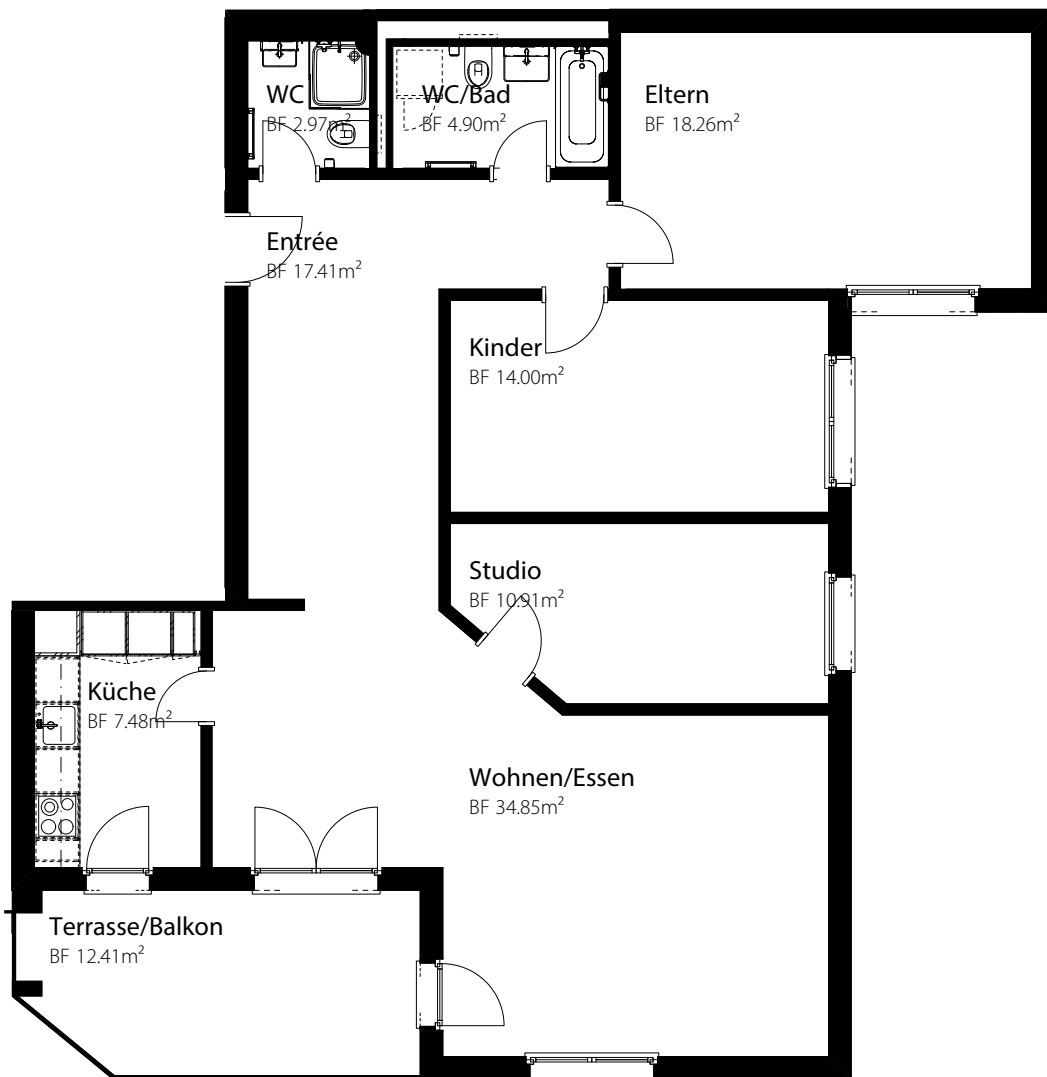 WC
BF 2.97m²
WC/Bad
BF 4.90m²
Eltern
BF 18.26m²
Entrée
BF 17.41m²
Kinder
BF 14.00m²
Studio
BF 10.91m²
Küche
BF 7.48m²
Wohnen/Essen
BF 34.85m²
Terrasse/Balkon
BF 12.41m²